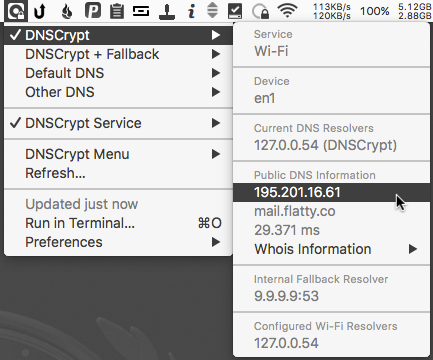 113KB/s
120KB/s
100%
5.12GB
2.88GB
✓ DNSCrypt
DNSCrypt + Fallback
Default DNS
Other DNS
✓ DNSCrypt Service
DNSCrypt Menu
Refresh...
Updated just now
Run in Terminal... ⌘O
Preferences
Service
Wi-Fi
Device
en1
Current DNS Resolvers
127.0.0.54 (DNSCrypt)
Public DNS Information
195.201.16.61
mail.flatty.co
29.371 ms
Whois Information
Internal Fallback Resolver
9.9.9.9:53
Configured Wi-Fi Resolvers
127.0.0.54